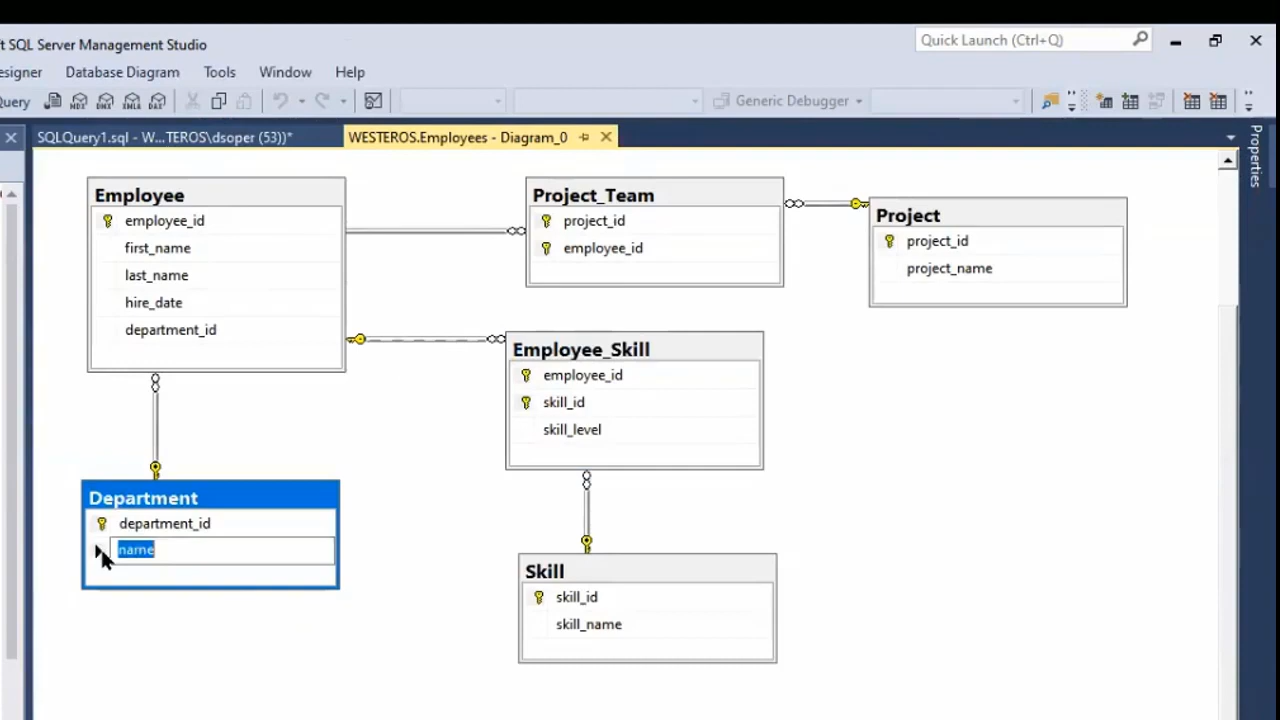 t SQL Server Management Studio
Quick Launch (Ctrl+Q)
esigner Database Diagram Tools Window Help
Query
Generic Debugger
SQLQuery1.sql - W...TEROS\dsoper (53))*
WESTEROS.Employees - Diagram_0
Properties
Employee
employee_id
first_name
last_name
hire_date
department_id
Project_Team
project_id
employee_id
Project
project_id
project_name
Employee_Skill
employee_id
skill_id
skill_level
Department
department_id
name
Skill
skill_id
skill_name